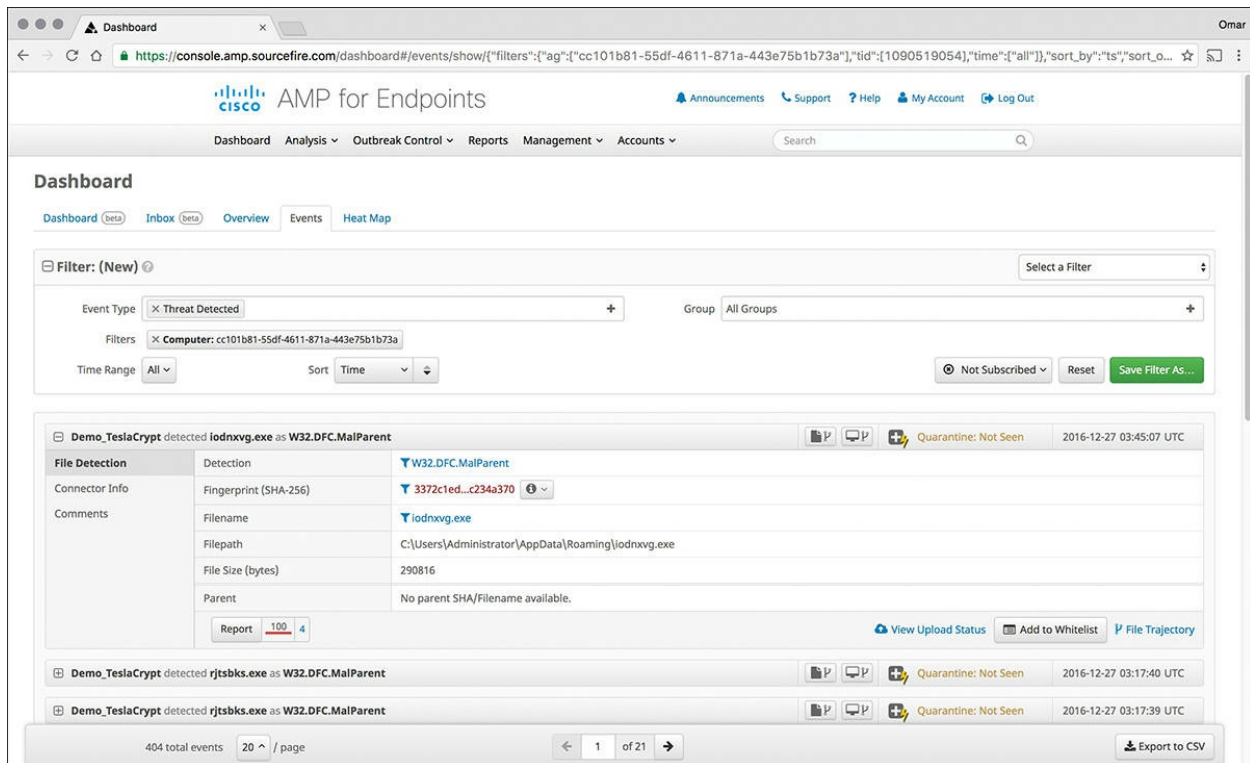 Dashboard
Omar
https://console.amp.sourcefire.com/dashboard#/events/show/{"filters":{"ag":["cc101b81-55df-4611-871a-443e75b1b73a"],"tid":[1090519054],"time":["all"]},"sort_by":"ts","sort_o...
CISCO AMP for Endpoints
Announcements Support ? Help My Account Log Out
Dashboard Analysis Outbreak Control Reports Management Accounts Search
Dashboard
Dashboard beta Inbox beta Overview Events Heat Map
Filter: (New) Select a Filter
Event Type × Threat Detected + Group All Groups +
Filters × Computer: cc101b81-55df-4611-871a-443e75b1b73a
Time Range All Sort Time Not Subscribed Reset Save Filter As...
Demo_TeslaCrypt detected iodnxvg.exe as W32.DFC.MalParent Quarantine: Not Seen 2016-12-27 03:45:07 UTC
File Detection Detection W32.DFC.MalParent
Connector Info Fingerprint (SHA-256) 3372c1ed...c234a370
Comments Filename iodnxvg.exe
Filepath C:\Users\Administrator\AppData\Roaming\iodnxvg.exe
File Size (bytes) 290816
Parent No parent SHA/Filename available.
Report 100 4 View Upload Status Add to Whitelist File Trajectory
Demo_TeslaCrypt detected rjtsbks.exe as W32.DFC.MalParent Quarantine: Not Seen 2016-12-27 03:17:40 UTC
Demo_TeslaCrypt detected rjtsbks.exe as W32.DFC.MalParent Quarantine: Not Seen 2016-12-27 03:17:39 UTC
404 total events 20 / page 1 of 21 Export to CSV